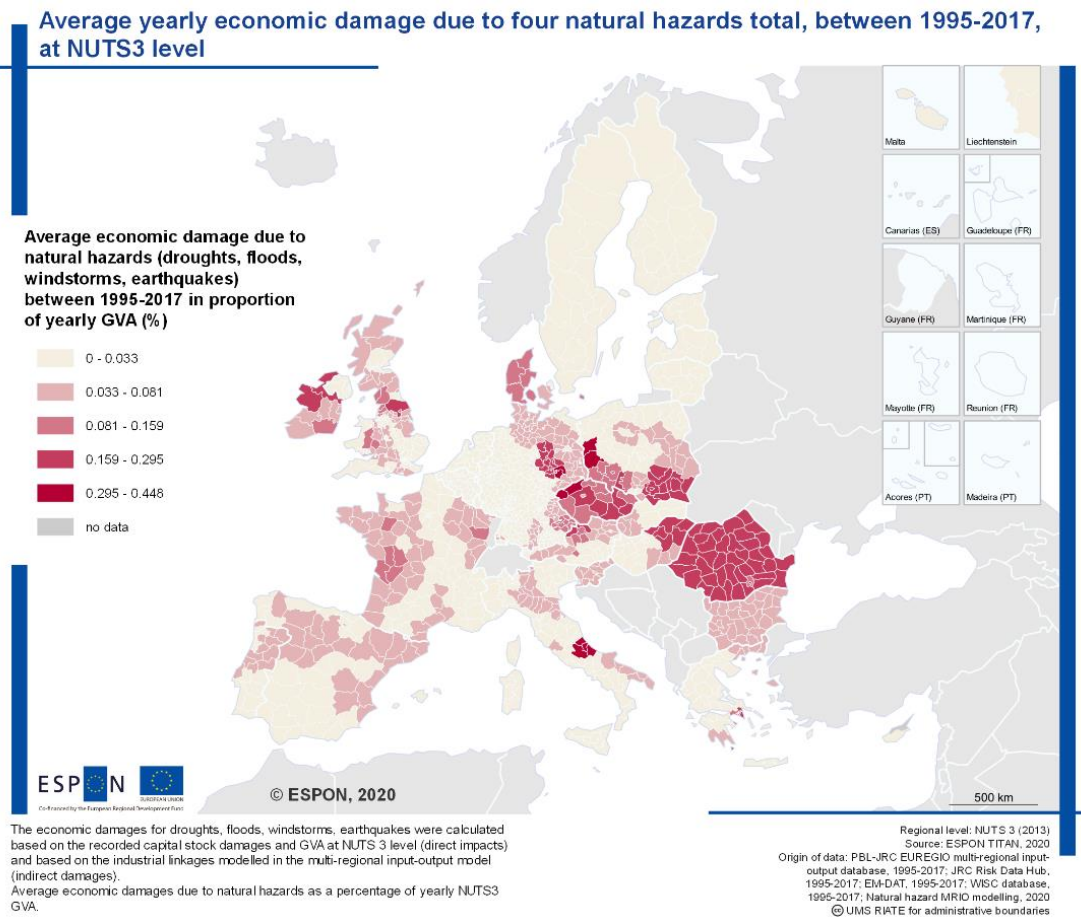 Average yearly economic damage due to four natural hazards total, between 1995-2017,
at NUTS3 level
Malta
Liechtenstein
Canarias (ES)
Guadeloupe (FR)
Guyane (FR)
Martinique (FR)
Mayotte (FR)
Reunion (FR)
Acores (PT)
Madeira (PT)
Average economic damage due to
natural hazards (droughts, floods,
windstorms, earthquakes)
between 1995-2017 in proportion
of yearly GVA (%)
0 - 0.033
0.033 - 0.081
0.081 - 0.159
0.159 - 0.295
0.295 - 0.448
no data
ESPON
EUROPEAN UNION
Co-financed by the European Regional Development Fund
© ESPON, 2020
500 km
The economic damages for droughts, floods, windstorms, earthquakes were calculated
based on the recorded capital stock damages and GVA at NUTS 3 level (direct impacts)
and based on the industrial linkages modelled in the multi-regional input-output model
(indirect damages).
Average economic damages due to natural hazards as a percentage of yearly NUTS3
GVA.
Regional level: NUTS 3 (2013)
Source: ESPON TITAN, 2020
Origin of data: PBL-JRC EUREGIO multi-regional input-
output database, 1995-2017; JRC Risk Data Hub,
1995-2017; EM-DAT, 1995-2017; WISC database,
1995-2017; Natural hazard MRIO modelling, 2020
㏄ UMS RIATE for administrative boundaries